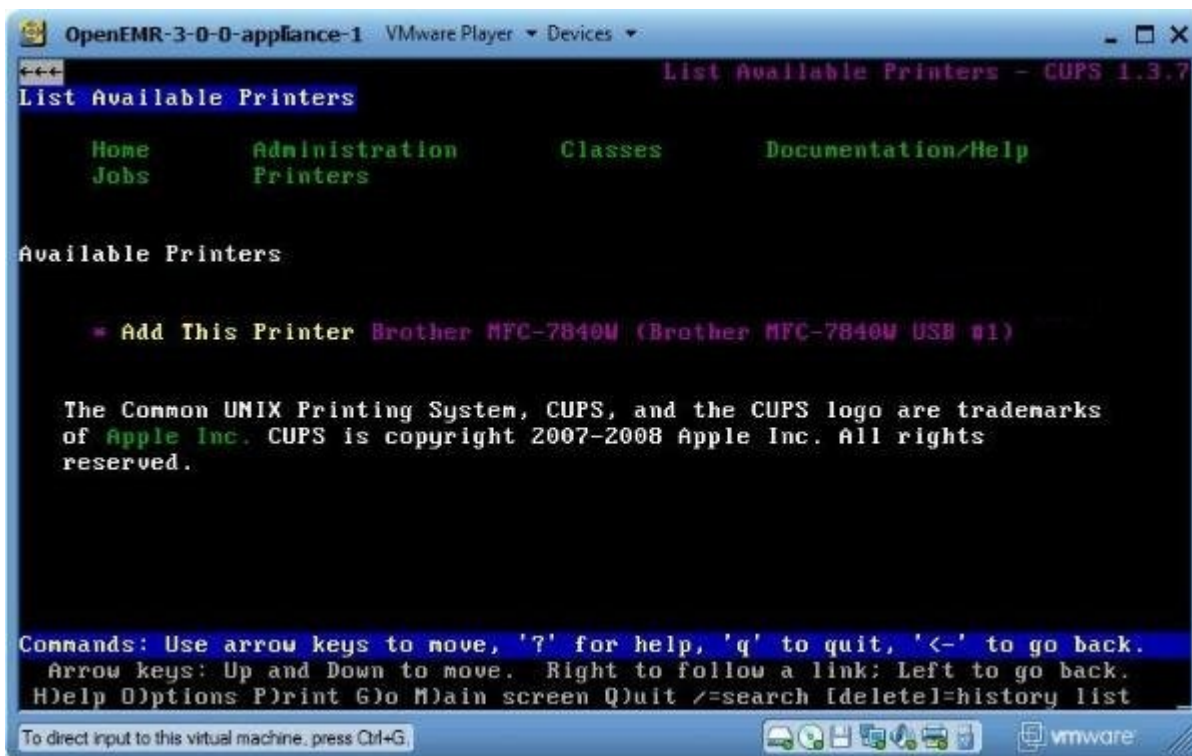 OpenEMR-3-0-0-appliance-1 VMware Player Devices
←←← List Available Printers - CUPS 1.3.7
List Available Printers
Home Administration Classes Documentation/Help
Jobs Printers
Available Printers
* Add This Printer Brother MFC-7840W (Brother MFC-7840W USB #1)
The Common UNIX Printing System, CUPS, and the CUPS logo are trademarks
of Apple Inc. CUPS is copyright 2007-2008 Apple Inc. All rights
reserved.
Commands: Use arrow keys to move, '?' for help, 'q' to quit, '<-' to go back.
Arrow keys: Up and Down to move. Right to follow a link; Left to go back.
H)elp O)ptions P)rint G)o M)ain screen Q)uit /=search [delete]=history list
To direct input to this virtual machine, press Ctrl+G.
vmware